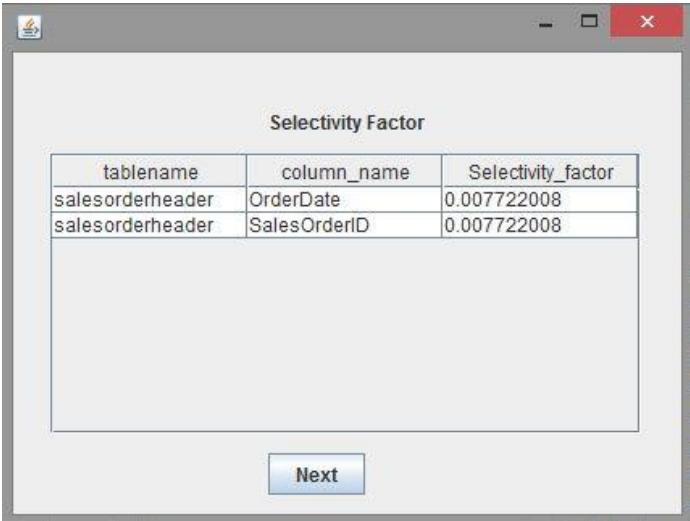 Selectivity Factor
tablename column_name Selectivity_factor
salesorderheader OrderDate 0.007722008
salesorderheader SalesOrderID 0.007722008
Next